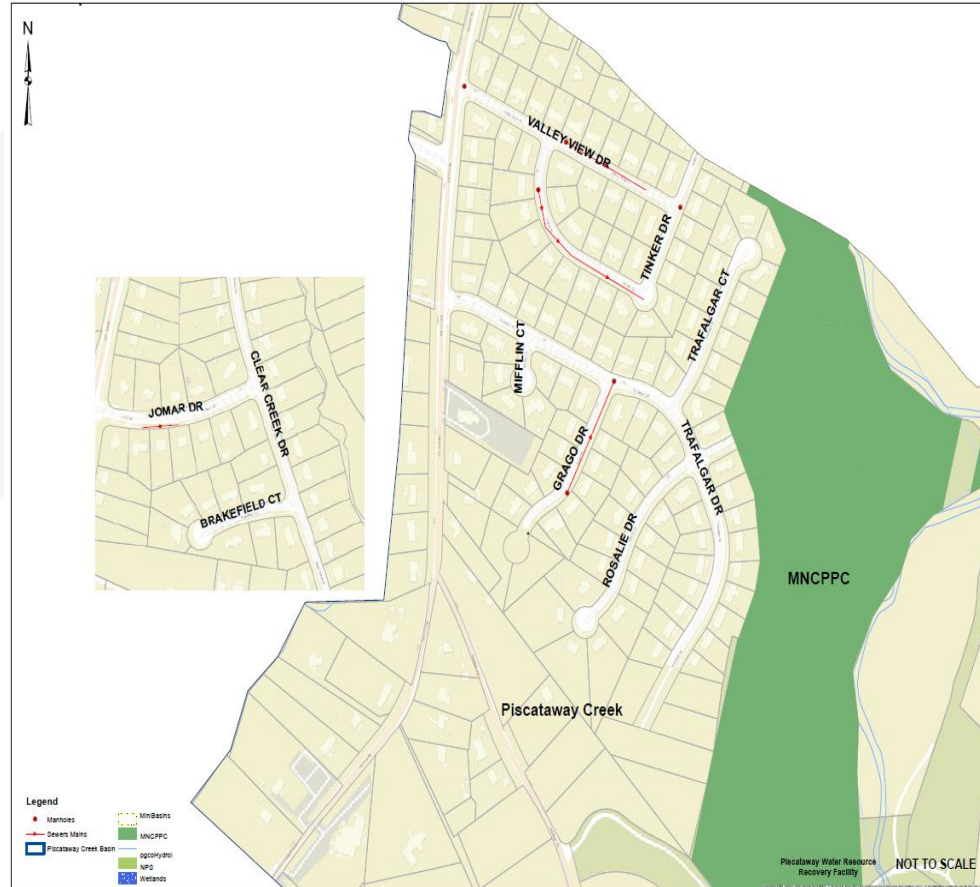 N
VALLEY VIEW DR
TINKER DR
TRAFALGAR CT
MIFFLIN CT
JOMAR DR
CLEAR CREEK DR
BRAKEFIELD CT
GRAGO DR
TRAFALGAR DR
ROSALIE DR
MNCPPC
Piscataway Creek
Legend
Manholes
Sewers Mains
Piscataway Creek Basin
MiniBasins
MNCPPC
pgcoHydrol
NPS
Wetlands
Piscataway Water Resource
Recovery Facility
NOT TO SCALE